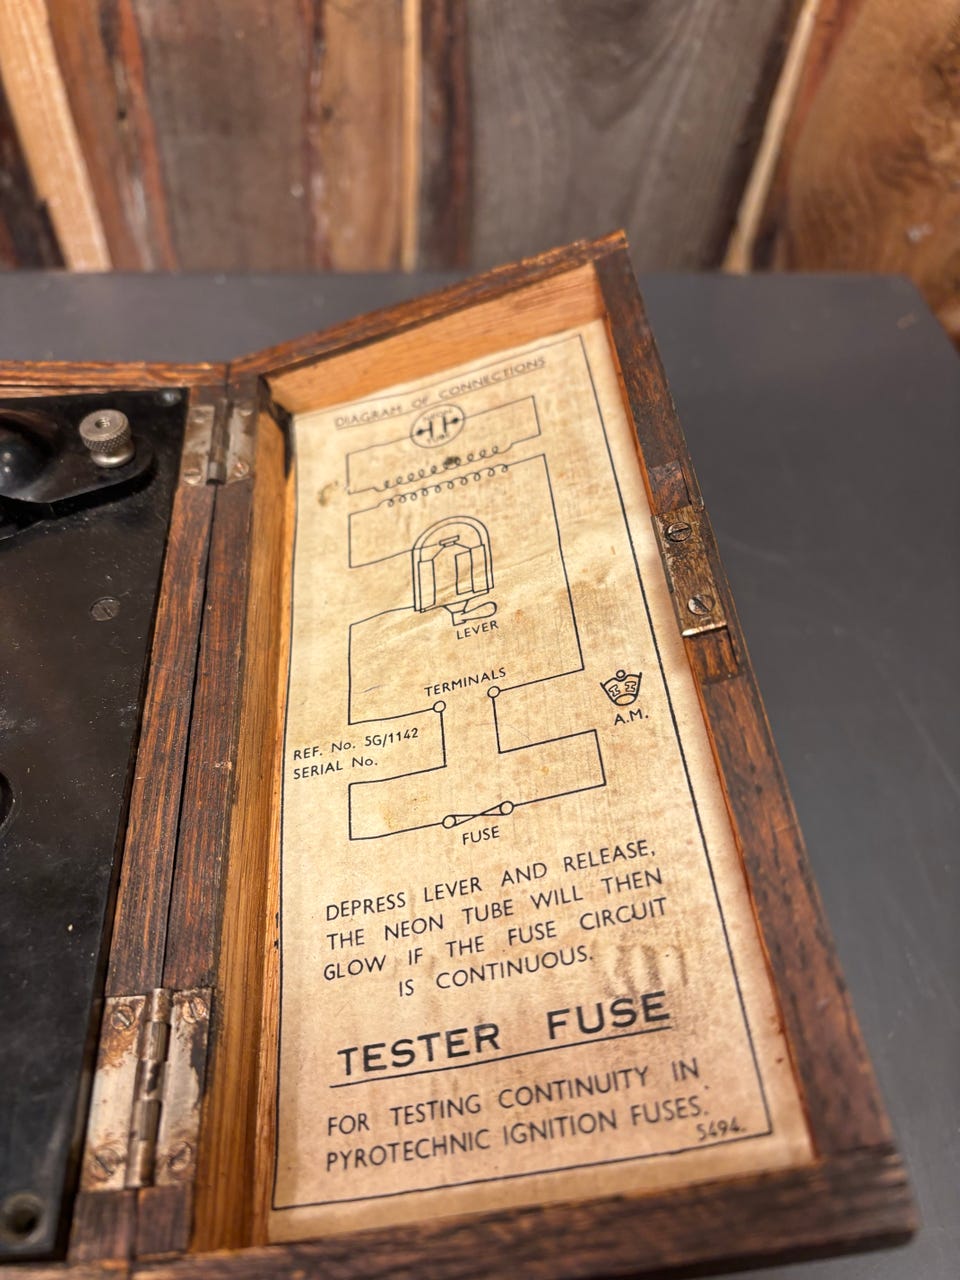 DIAGRAM OF CONNECTIONS
NEON
TUBE
LEVER
TERMINALS
A.M.
REF. No. 5G/1142
SERIAL No.
FUSE
DEPRESS LEVER AND RELEASE,
THE NEON TUBE WILL THEN
GLOW IF THE FUSE CIRCUIT
IS CONTINUOUS.
TESTER FUSE
FOR TESTING CONTINUITY IN
PYROTECHNIC IGNITION FUSES.
5494.